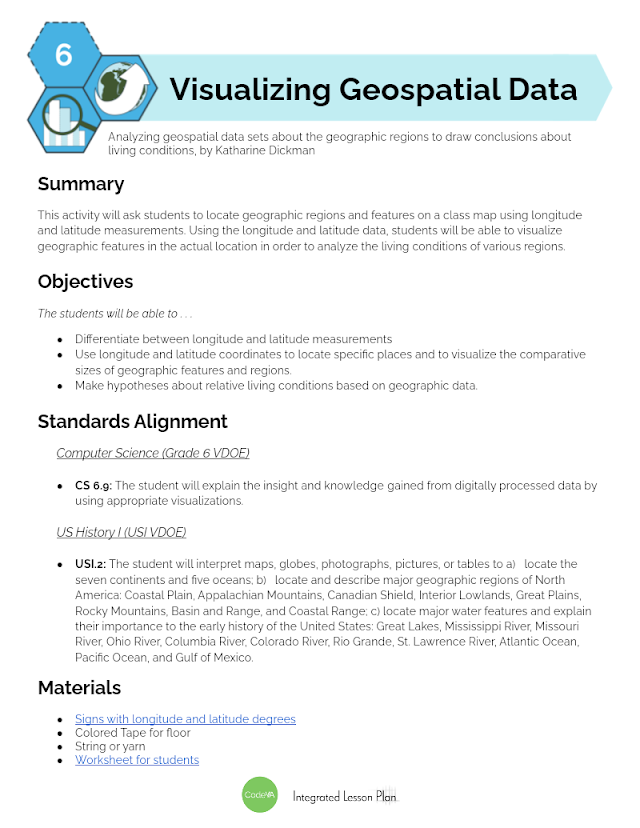 6
Visualizing Geospatial Data
Analyzing geospatial data sets about the geographic regions to draw conclusions about
living conditions, by Katharine Dickman
Summary
This activity will ask students to locate geographic regions and features on a class map using longitude
and latitude measurements. Using the longitude and latitude data, students will be able to visualize
geographic features in the actual location in order to analyze the living conditions of various regions.
Objectives
The students will be able to . . .
● Differentiate between longitude and latitude measurements
● Use longitude and latitude coordinates to locate specific places and to visualize the comparative
sizes of geographic features and regions.
● Make hypotheses about relative living conditions based on geographic data.
Standards Alignment
Computer Science (Grade 6 VDOE)
● CS 6.9: The student will explain the insight and knowledge gained from digitally processed data by
using appropriate visualizations.
US History I (USI VDOE)
● USI.2: The student will interpret maps, globes, photographs, pictures, or tables to a) locate the
seven continents and five oceans; b) locate and describe major geographic regions of North
America: Coastal Plain, Appalachian Mountains, Canadian Shield, Interior Lowlands, Great Plains,
Rocky Mountains, Basin and Range, and Coastal Range; c) locate major water features and explain
their importance to the early history of the United States: Great Lakes, Mississippi River, Missouri
River, Ohio River, Columbia River, Colorado River, Rio Grande, St. Lawrence River, Atlantic Ocean,
Pacific Ocean, and Gulf of Mexico.
Materials
● Signs with longitude and latitude degrees
● Colored Tape for floor
● String or yarn
● Worksheet for students
CodeVA Integrated Lesson Plan